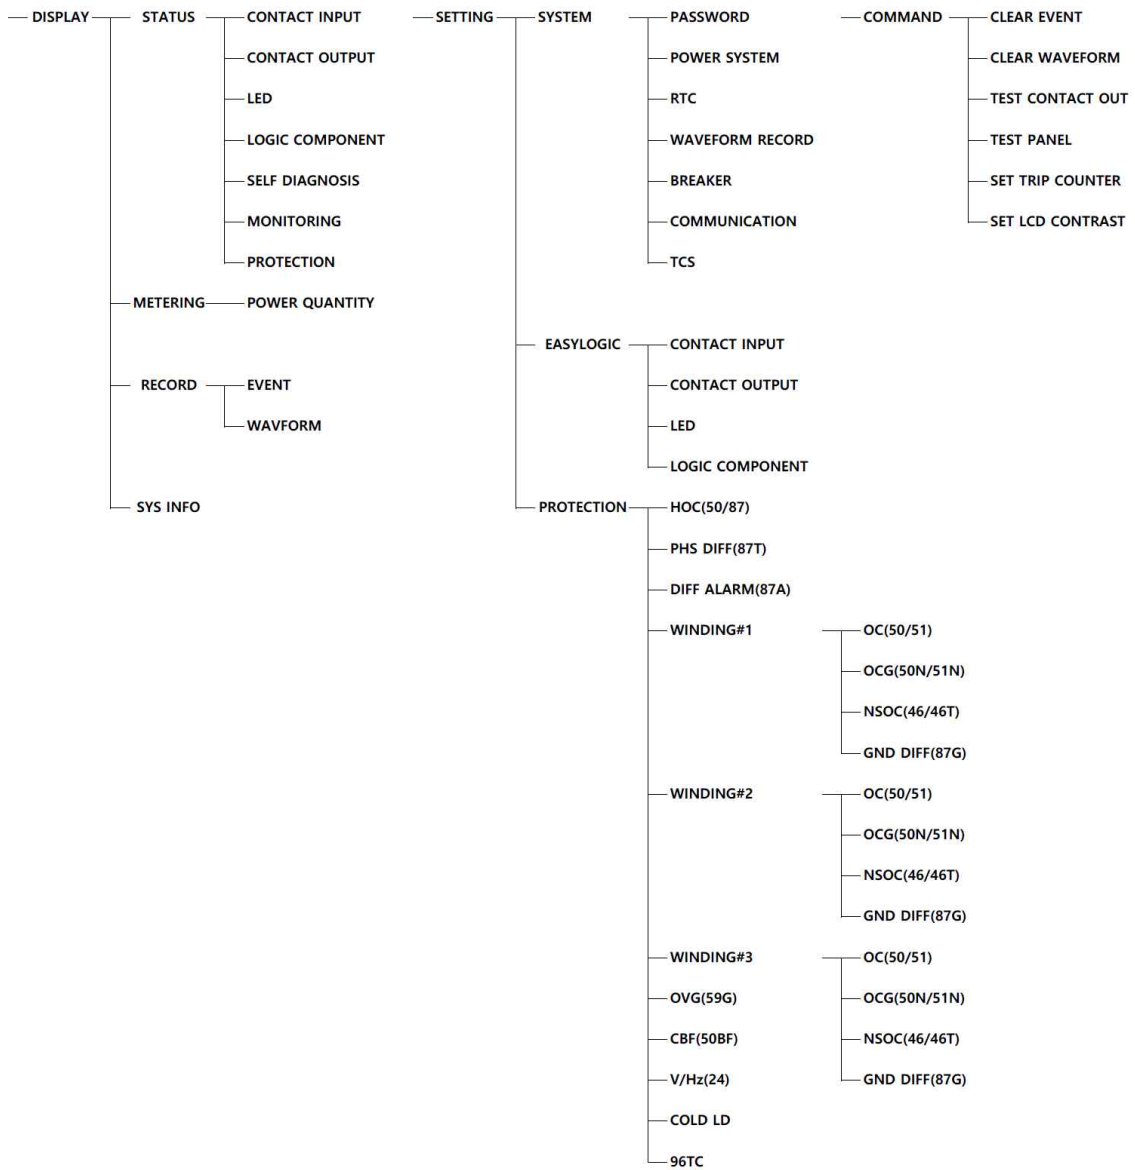 DISPLAY
STATUS
CONTACT INPUT
CONTACT OUTPUT
LED
LOGIC COMPONENT
SELF DIAGNOSIS
MONITORING
PROTECTION
METERING
POWER QUANTITY
RECORD
EVENT
WAVFORM
SYS INFO
SETTING
SYSTEM
PASSWORD
POWER SYSTEM
RTC
WAVEFORM RECORD
BREAKER
COMMUNICATION
TCS
EASYLOGIC
CONTACT INPUT
CONTACT OUTPUT
LED
LOGIC COMPONENT
PROTECTION
HOC(50/87)
PHS DIFF(87T)
DIFF ALARM(87A)
WINDING#1
OC(50/51)
OCG(50N/51N)
NSOC(46/46T)
GND DIFF(87G)
WINDING#2
OC(50/51)
OCG(50N/51N)
NSOC(46/46T)
GND DIFF(87G)
WINDING#3
OC(50/51)
OCG(50N/51N)
NSOC(46/46T)
GND DIFF(87G)
OVG(59G)
CBF(50BF)
V/Hz(24)
COLD LD
96TC
COMMAND
CLEAR EVENT
CLEAR WAVEFORM
TEST CONTACT OUT
TEST PANEL
SET TRIP COUNTER
SET LCD CONTRAST